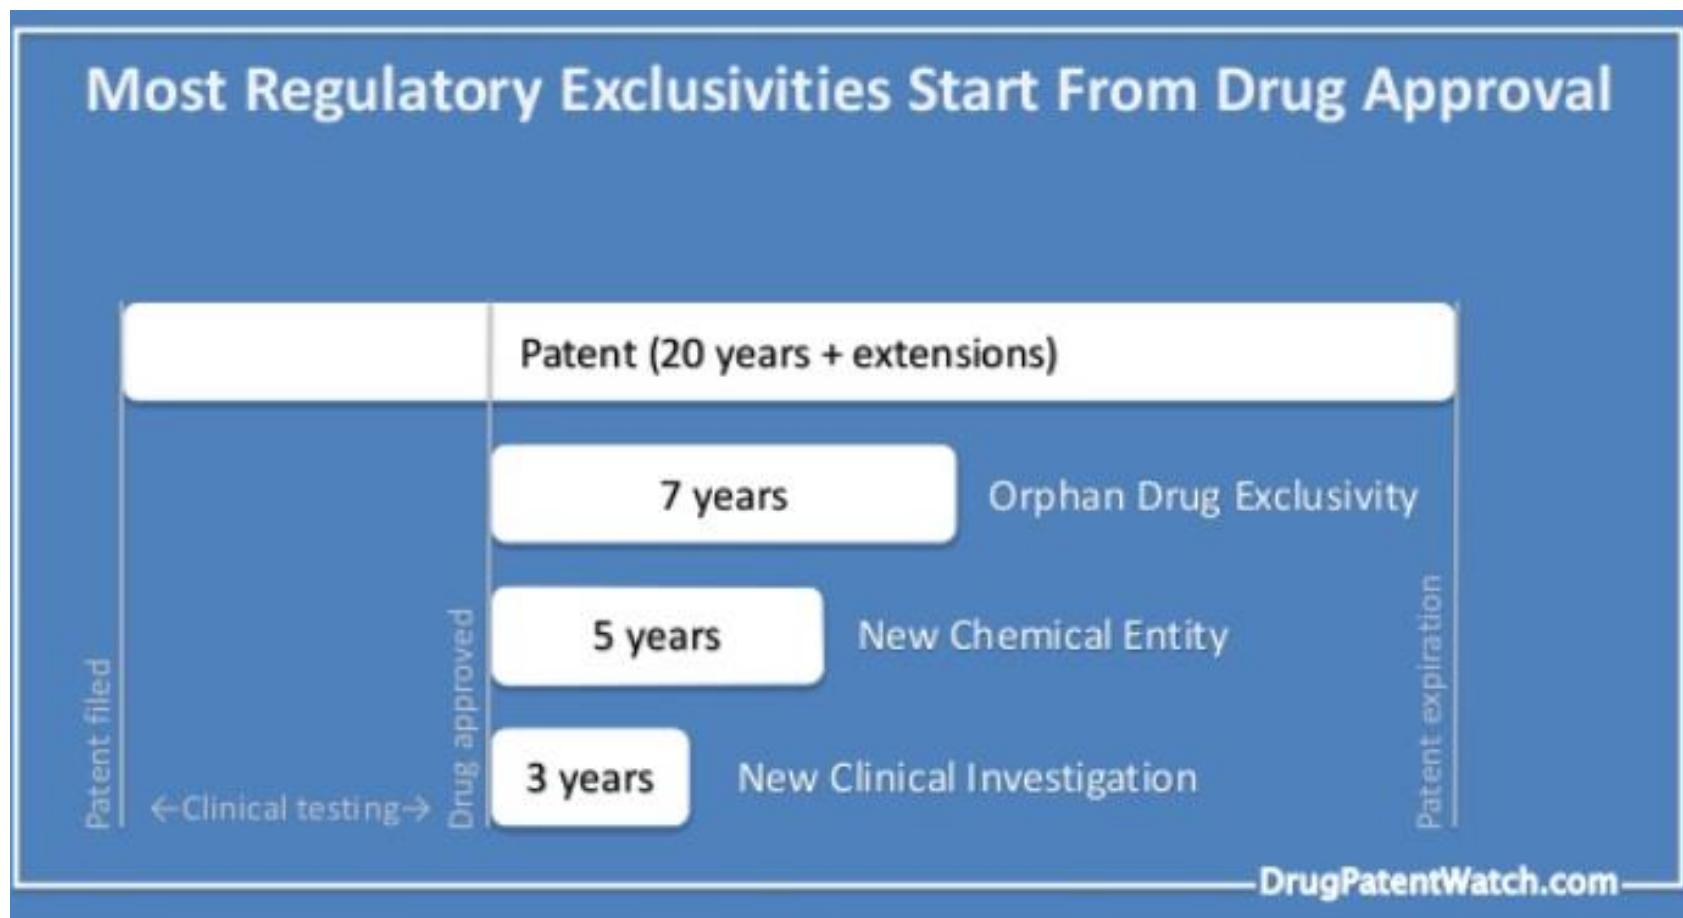 Most Regulatory Exclusivities Start From Drug Approval
Patent (20 years + extensions)
7 years
Orphan Drug Exclusivity
5 years
New Chemical Entity
3 years
New Clinical Investigation
Patent filed
←Clinical testing→
Drug approved
Patent expiration
DrugPatentWatch.com